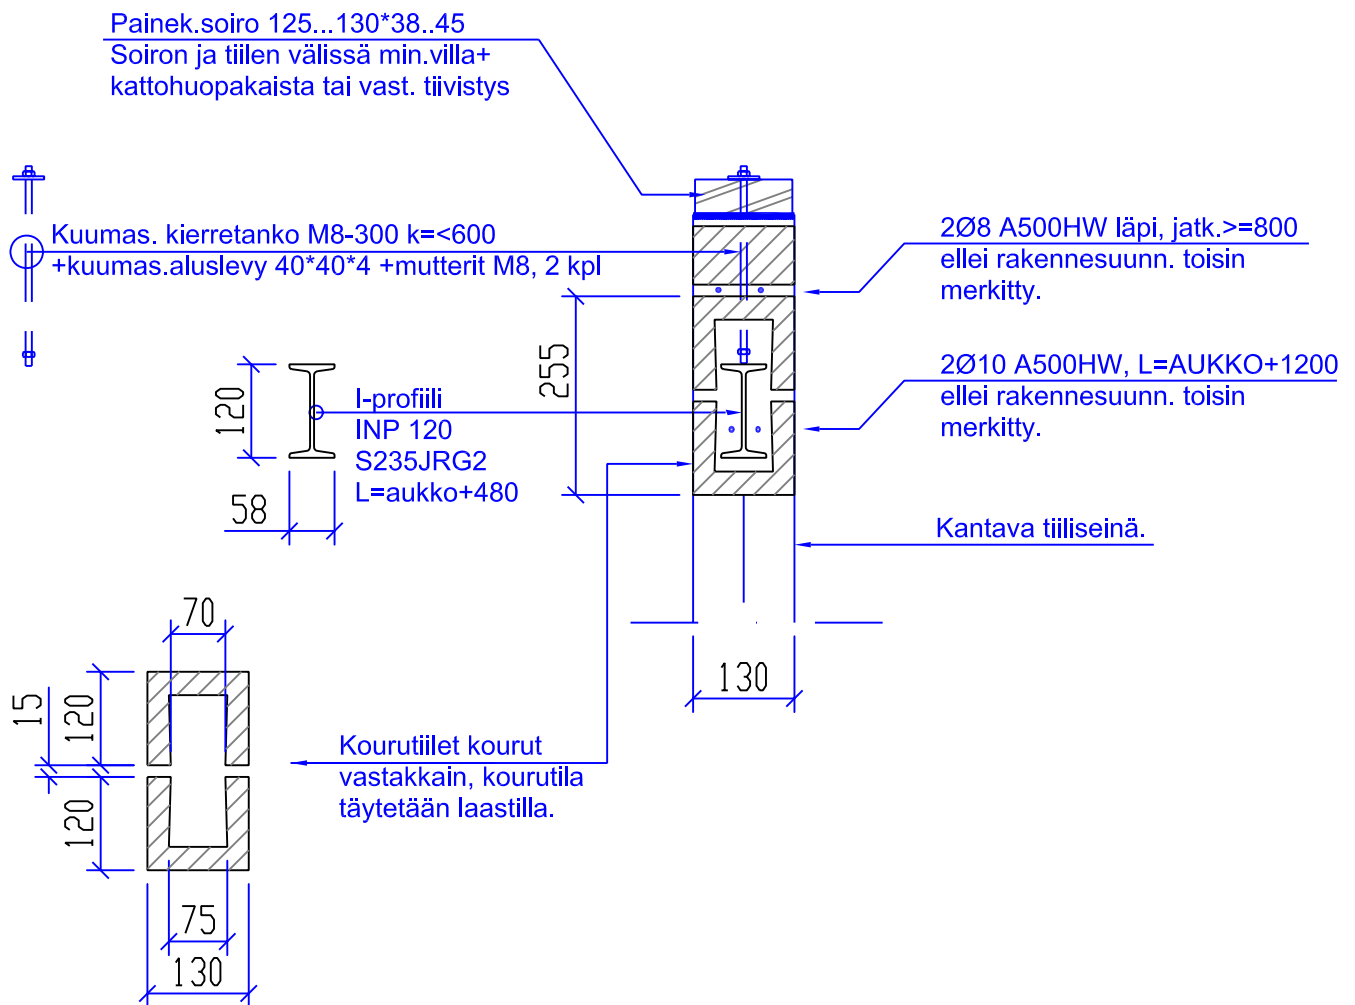 Painek.soiro 125...130*38..45
Soiron ja tiilen välissä min.villa+
kattohuopakaista tai vast. tiivistys
Kuumas. kierretanko M8-300 k=<600
+kuumas.aluslevy 40*40*4 +mutterit M8, 2 kpl
2Ø8 A500HW läpi, jatk.>=800
ellei rakennesuunn. toisin
merkitty.
255
2Ø10 A500HW, L=AUKKO+1200
ellei rakennesuunn. toisin
merkitty.
120
I-profiili
INP 120
S235JRG2
L=aukko+480
58
Kantava tiiliseinä.
70
130
15
120
Kourutiilet kourut
vastakkain, kourutila
täytetään laastilla.
120
75
130